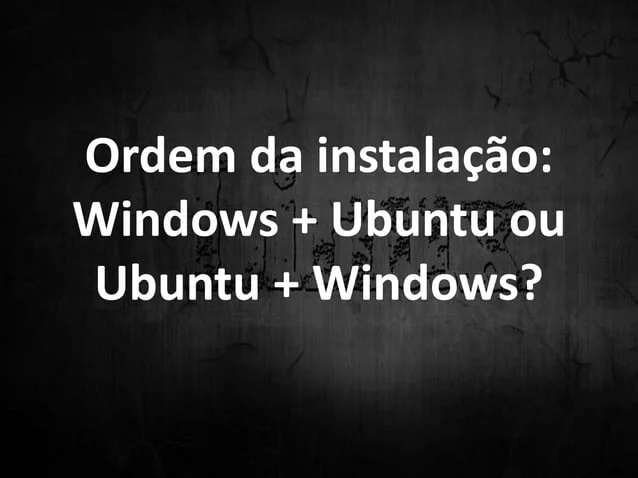 Ordem da instalação:
Windows + Ubuntu ou
Ubuntu + Windows?